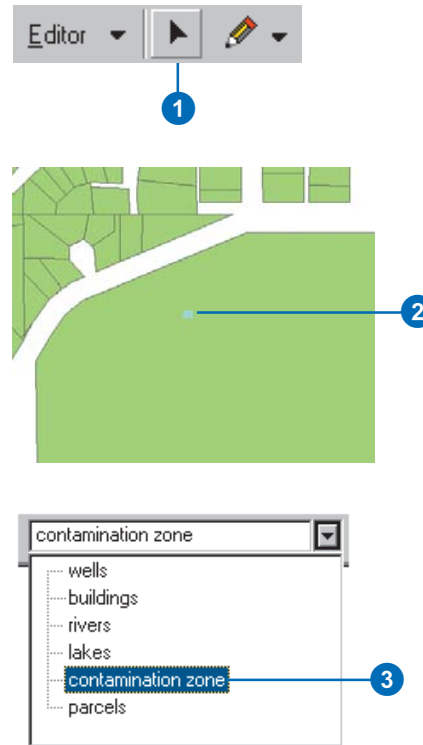 Editor
1
2
contamination zone
wells
buildings
rivers
lakes
contamination zone
3
parcels